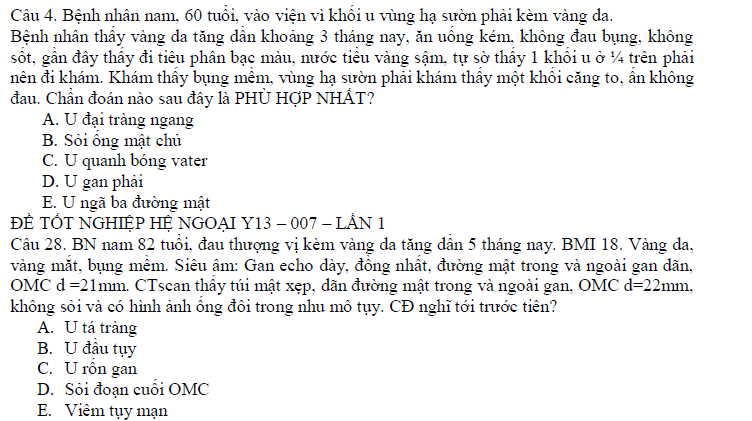 Câu 4. Bệnh nhân nam, 60 tuổi, vào viện vì khối u vùng hạ sườn phải kèm vàng da.
Bệnh nhân thấy vàng da tăng dần khoảng 3 tháng nay, ăn uống kém, không đau bụng, không
sốt, gần đây thấy đi tiêu phân bạc màu, nước tiểu vàng sậm, tự sờ thấy 1 khối u ở ¼ trên phải
nên đi khám. Khám thấy bụng mềm, vùng hạ sườn phải khám thấy một khối căng to, ấn không
đau. Chẩn đoán nào sau đây là PHÙ HỢP NHẤT?
A. U đại tràng ngang
B. Sỏi ống mật chủ
C. U quanh bóng vater
D. U gan phải
E. U ngã ba đường mật
ĐỀ TỐT NGHIỆP HỆ NGOẠI Y13 – 007 – LẦN 1
Câu 28. BN nam 82 tuổi, đau thượng vị kèm vàng da tăng dần 5 tháng nay. BMI 18. Vàng da,
vàng mắt, bụng mềm. Siêu âm: Gan echo dày, đồng nhất, đường mật trong và ngoài gan dãn,
OMC d =21mm. CTscan thấy túi mật xẹp, dãn đường mật trong và ngoài gan, OMC d=22mm,
không sỏi và có hình ảnh ống đôi trong nhu mô tụy. CĐ nghĩ tới trước tiên?
A. U tá tràng
B. U đầu tụy
C. U rốn gan
D. Sỏi đoạn cuối OMC
E. Viêm tụy mạn